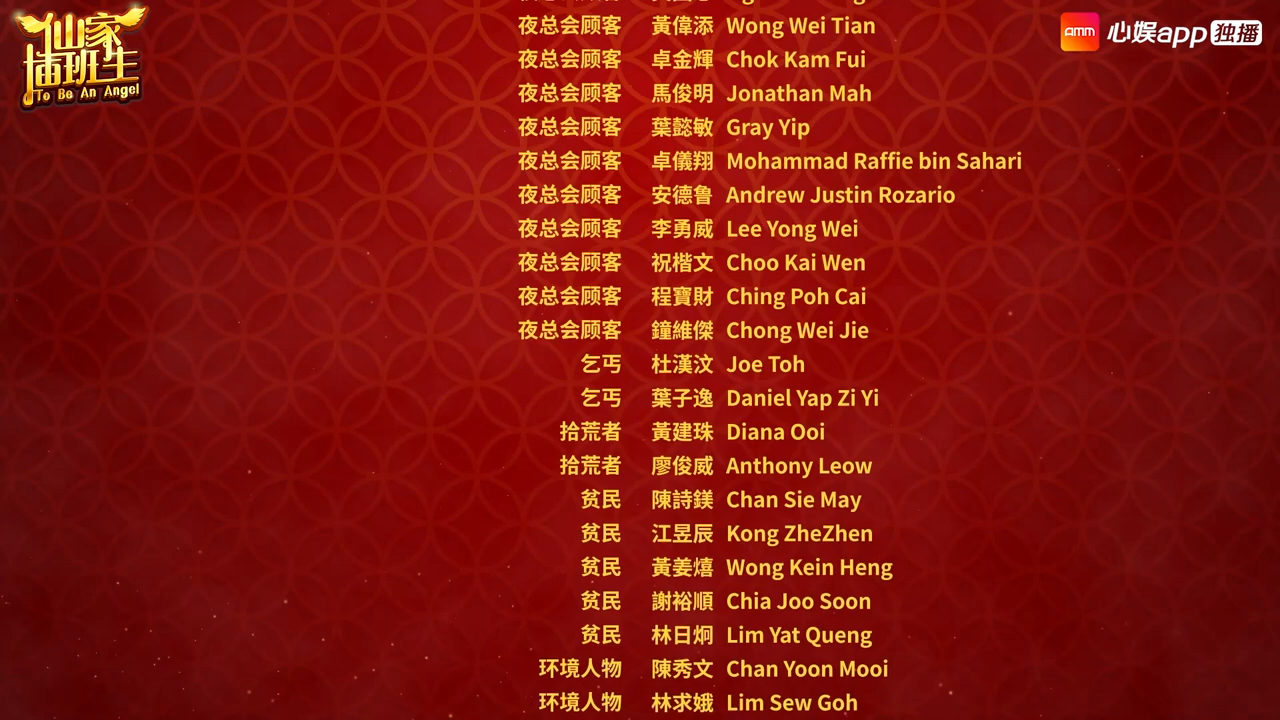 仙家
插班生
To Be An Angel
amm 心娱app 独播
夜总会顾客 黃偉添 Wong Wei Tian
夜总会顾客 卓金輝 Chok Kam Fui
夜总会顾客 馬俊明 Jonathan Mah
夜总会顾客 葉懿敏 Gray Yip
夜总会顾客 卓儀翔 Mohammad Raffie bin Sahari
夜总会顾客 安德鲁 Andrew Justin Rozario
夜总会顾客 李勇威 Lee Yong Wei
夜总会顾客 祝楷文 Choo Kai Wen
夜总会顾客 程寶財 Ching Poh Cai
夜总会顾客 鐘維傑 Chong Wei Jie
乞丐 杜漢汶 Joe Toh
乞丐 葉子逸 Daniel Yap Zi Yi
拾荒者 黃建珠 Diana Ooi
拾荒者 廖俊威 Anthony Leow
贫民 陳詩鎂 Chan Sie May
贫民 江昱辰 Kong ZheZhen
贫民 黃姜熺 Wong Kein Heng
贫民 謝裕順 Chia Joo Soon
贫民 林日炯 Lim Yat Queng
环境人物 陳秀文 Chan Yoon Mooi
环境人物 林求娥 Lim Sew Goh